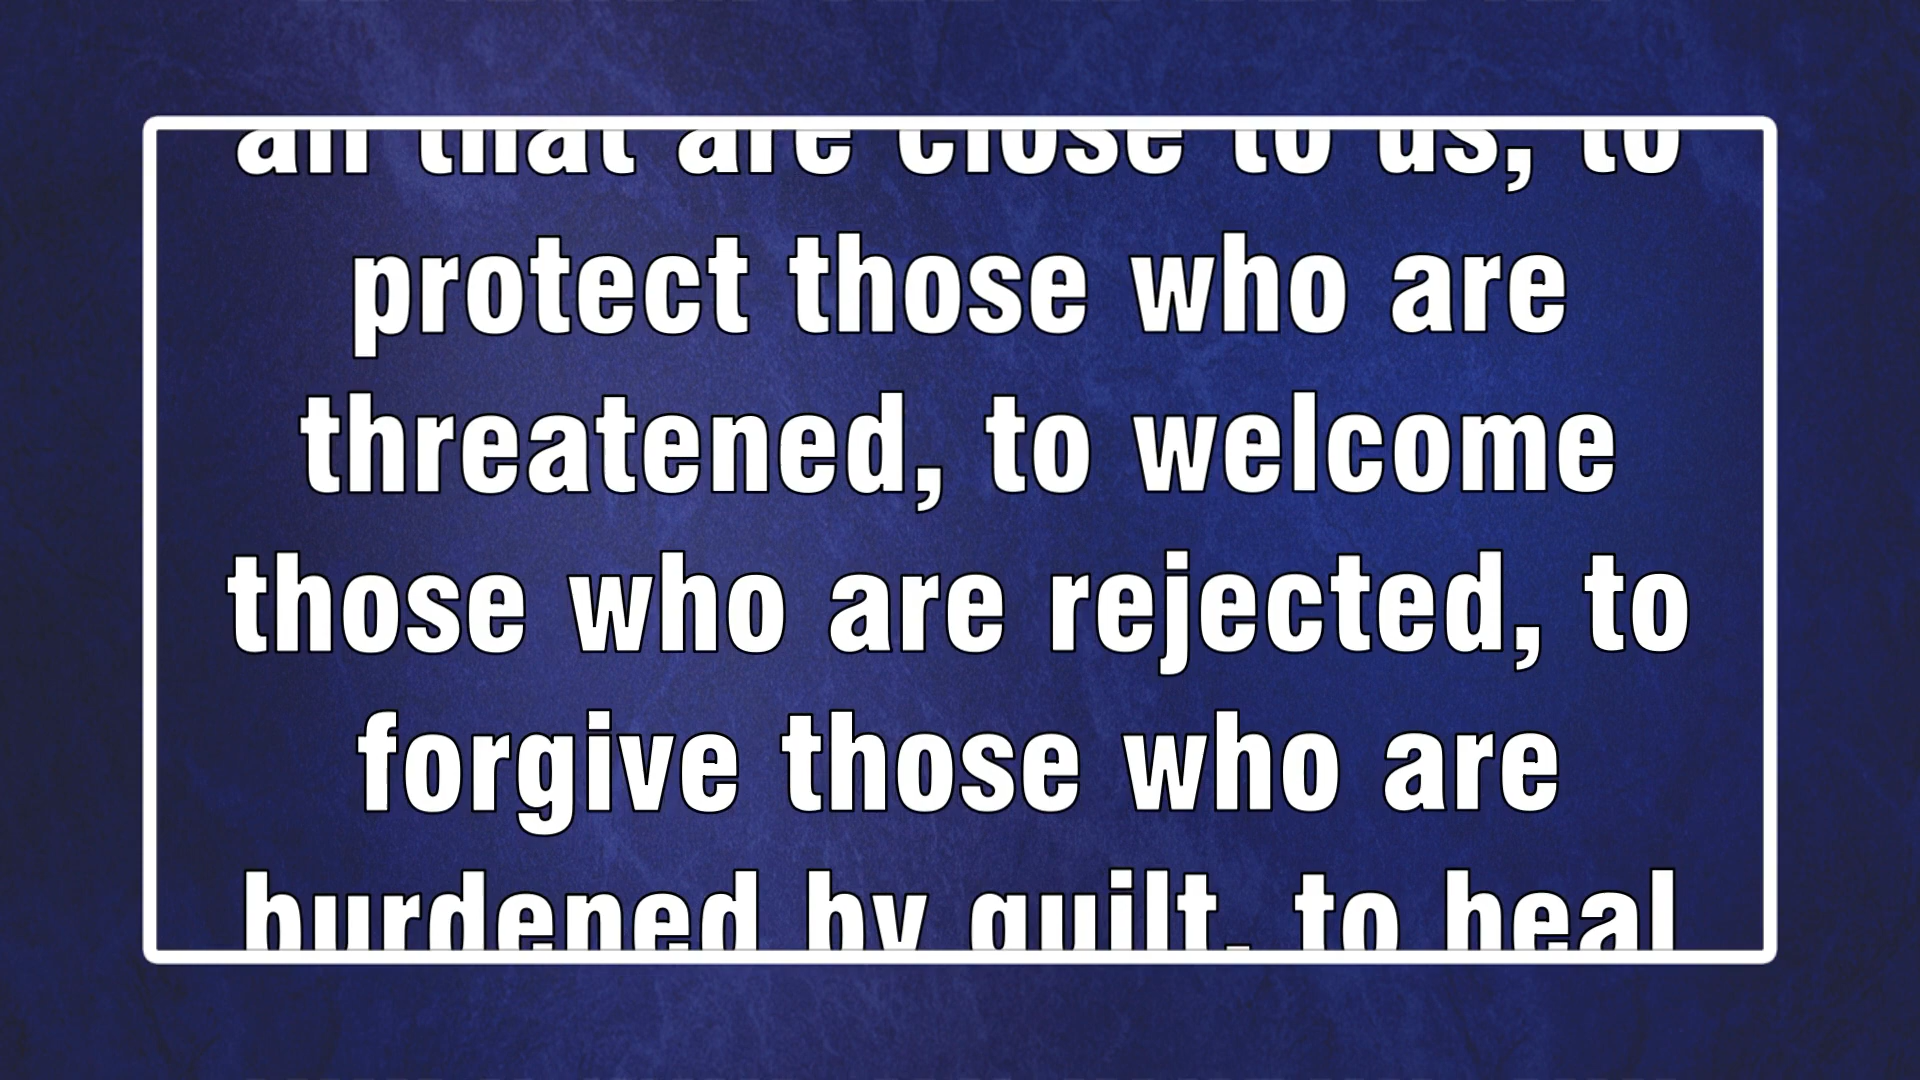 all that are close to us, to
protect those who are
threatened, to welcome
those who are rejected, to
forgive those who are
burdened by guilt, to heal